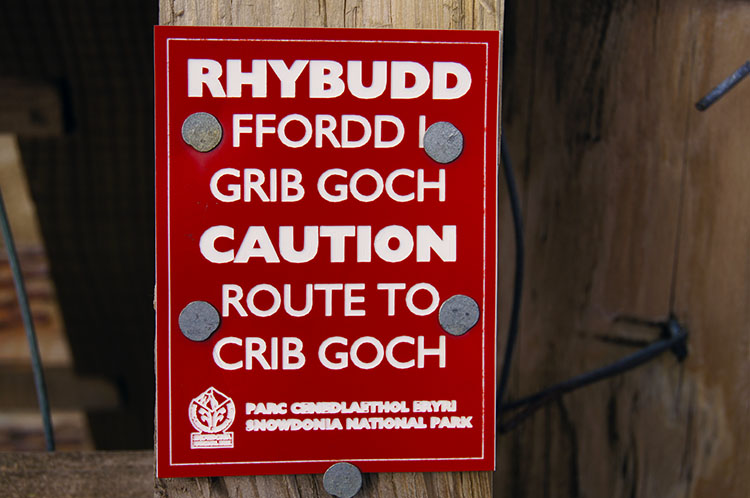 RHYBUDD
FFORDD I
GRIB GOCH
CAUTION
ROUTE TO
CRIB GOCH
PARC CENEDLAETHOL ERYRI
SNOWDONIA NATIONAL PARK